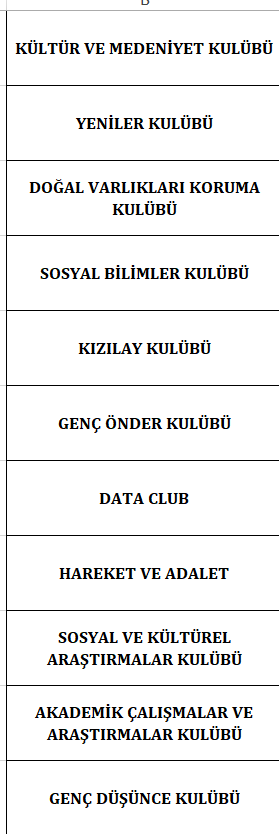 KÜLTÜR VE MEDENİYET KULÜBÜ
YENİLER KULÜBÜ
DOĞAL VARLIKLARI KORUMA
KULÜBÜ
SOSYAL BİLİMLER KULÜBÜ
KIZILAY KULÜBÜ
GENÇ ÖNDER KULÜBÜ
DATA CLUB
HAREKET VE ADALET
SOSYAL VE KÜLTÜREL
ARAŞTIRMALAR KULÜBÜ
AKADEMİK ÇALIŞMALAR VE
ARAŞTIRMALAR KULÜBÜ
GENÇ DÜŞÜNCE KULÜBÜ